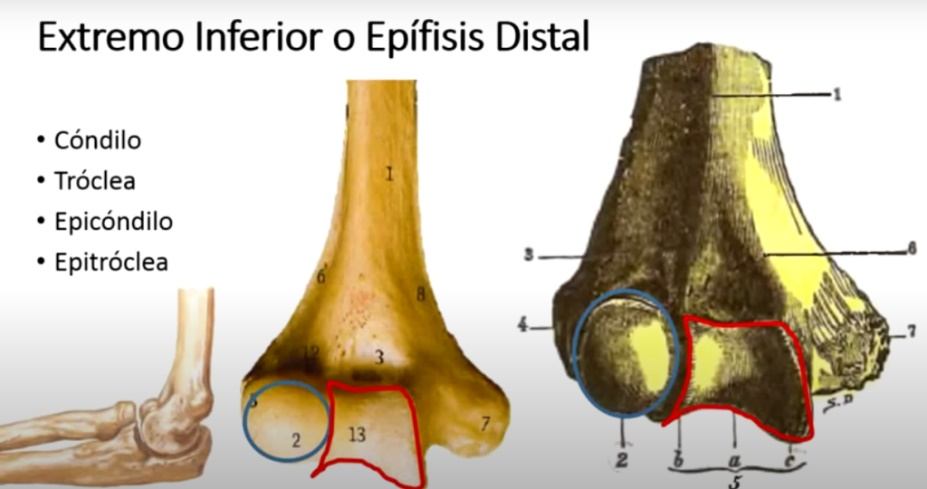 Extremo Inferior o Epífisis Distal
• Cóndilo
• Tróclea
• Epicóndilo
• Epitróclea
1
6
8
12
3
2
13
7
1
3
6
4
7
S.D
2
b
a
c
5